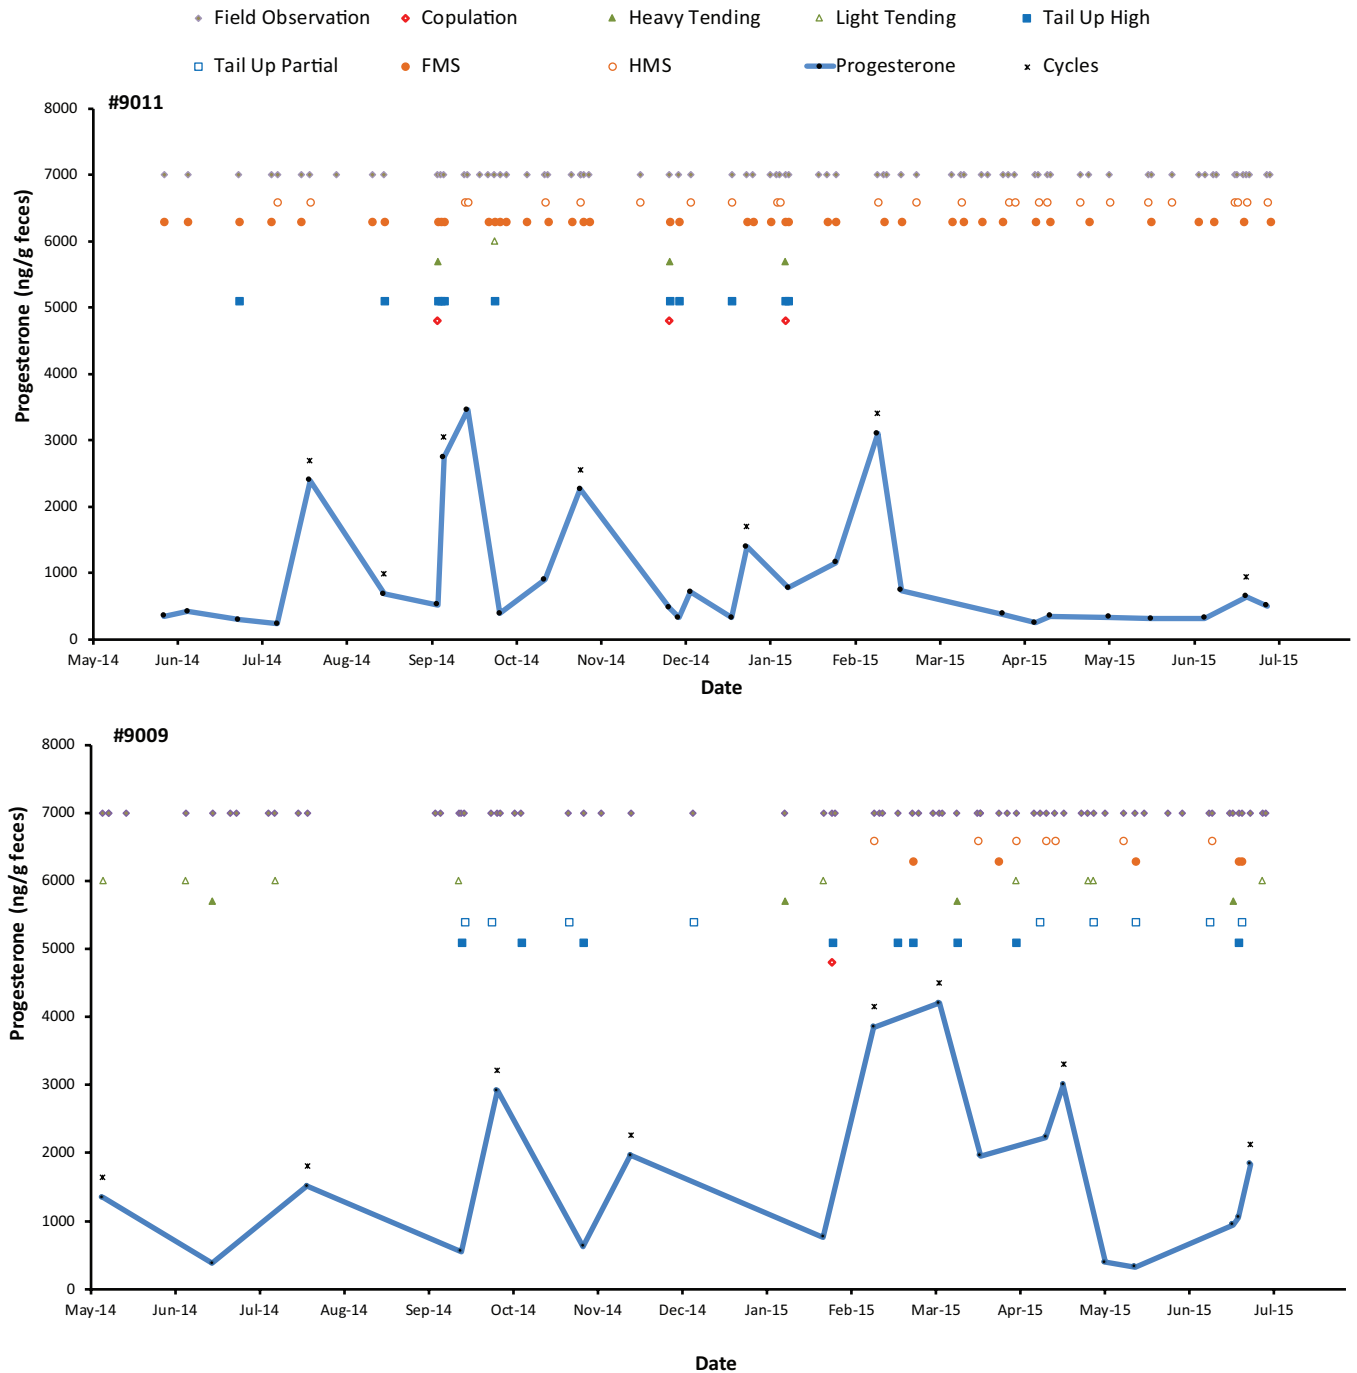 Field Observation Copulation Heavy Tending Light Tending Tail Up High
Tail Up Partial FMS HMS Progesterone Cycles
#9011
8000
7000
6000
5000
4000
3000
2000
1000
0
Progesterone (ng/g feces)
May-14 Jun-14 Jul-14 Aug-14 Sep-14 Oct-14 Nov-14 Dec-14 Jan-15 Feb-15 Mar-15 Apr-15 May-15 Jun-15 Jul-15
Date
#9009
8000
7000
6000
5000
4000
3000
2000
1000
0
Progesterone (ng/g feces)
May-14 Jun-14 Jul-14 Aug-14 Sep-14 Oct-14 Nov-14 Dec-14 Jan-15 Feb-15 Mar-15 Apr-15 May-15 Jun-15 Jul-15
Date